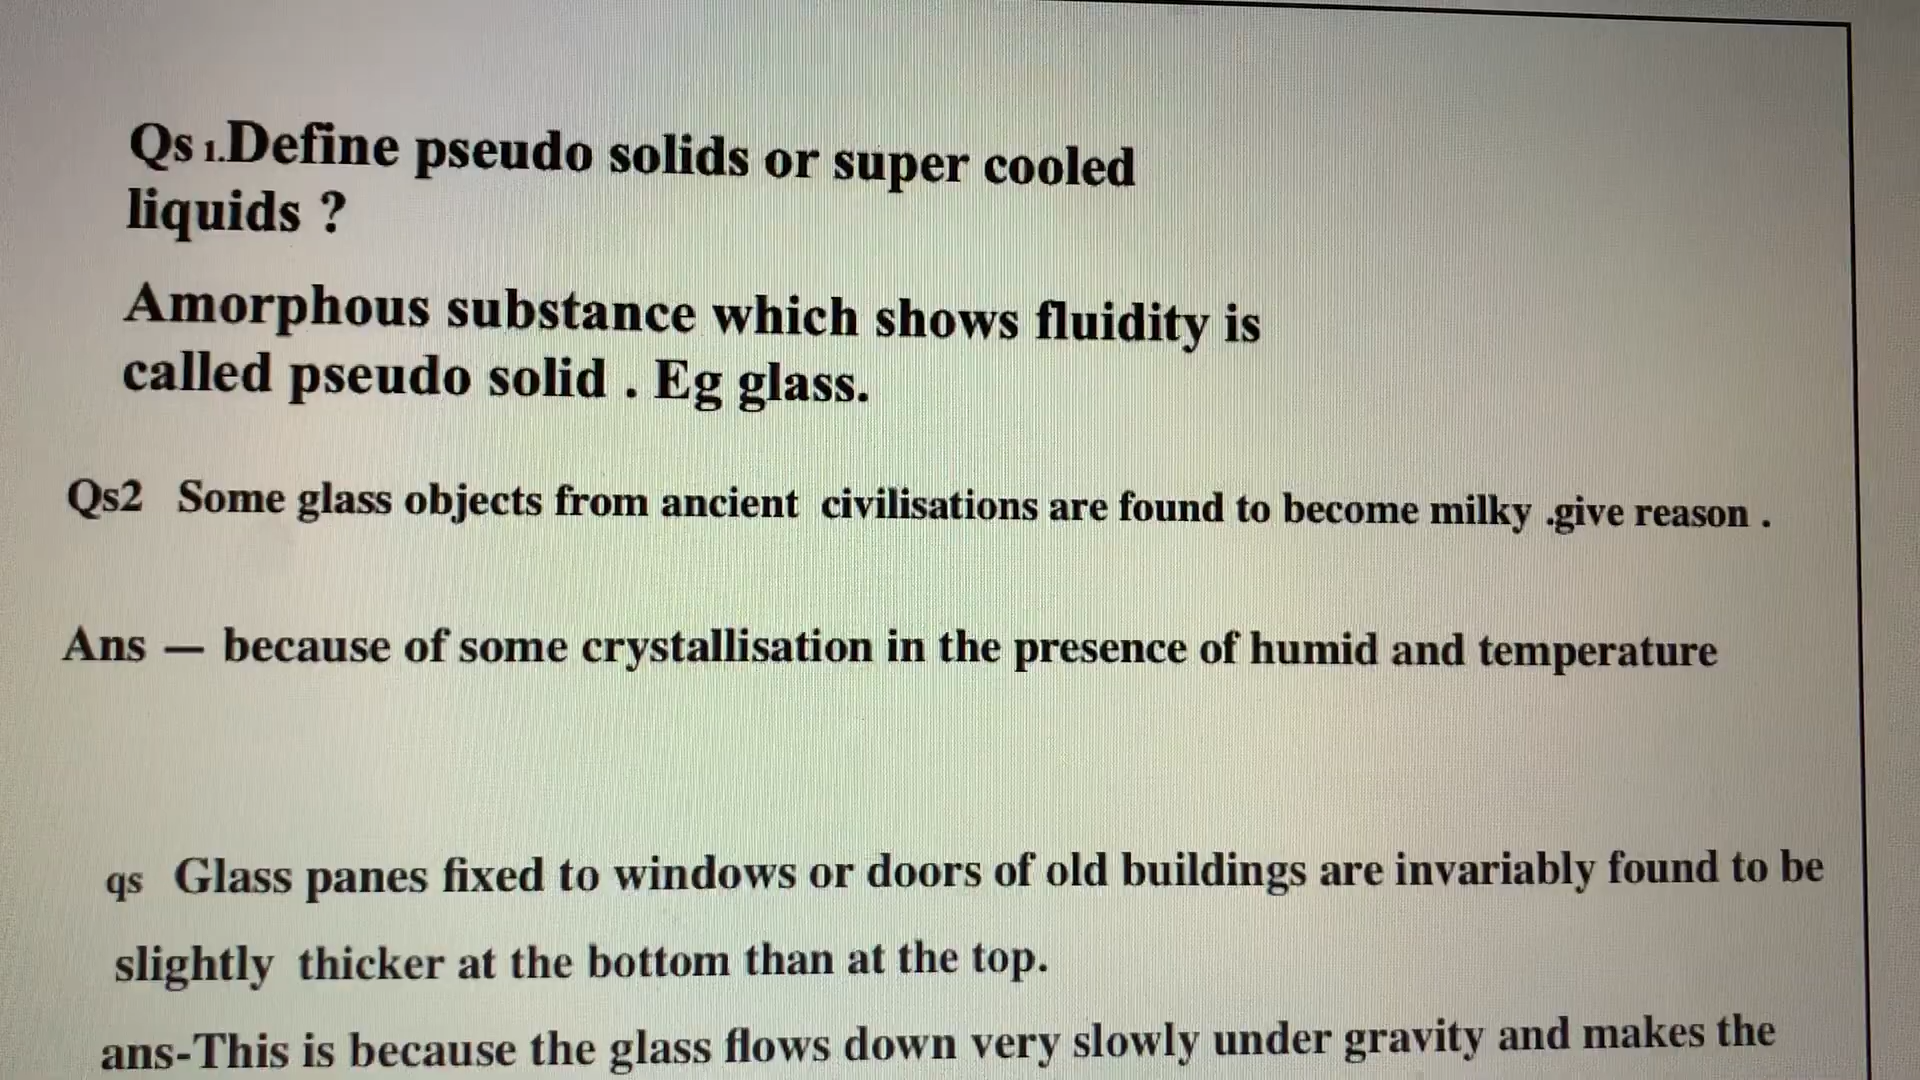 Qs 1.Define pseudo solids or super cooled
liquids ?
Amorphous substance which shows fluidity is
called pseudo solid . Eg glass.
Qs2 Some glass objects from ancient civilisations are found to become milky .give reason .
Ans – because of some crystallisation in the presence of humid and temperature
qs Glass panes fixed to windows or doors of old buildings are invariably found to be
slightly thicker at the bottom than at the top.
ans-This is because the glass flows down very slowly under gravity and makes the